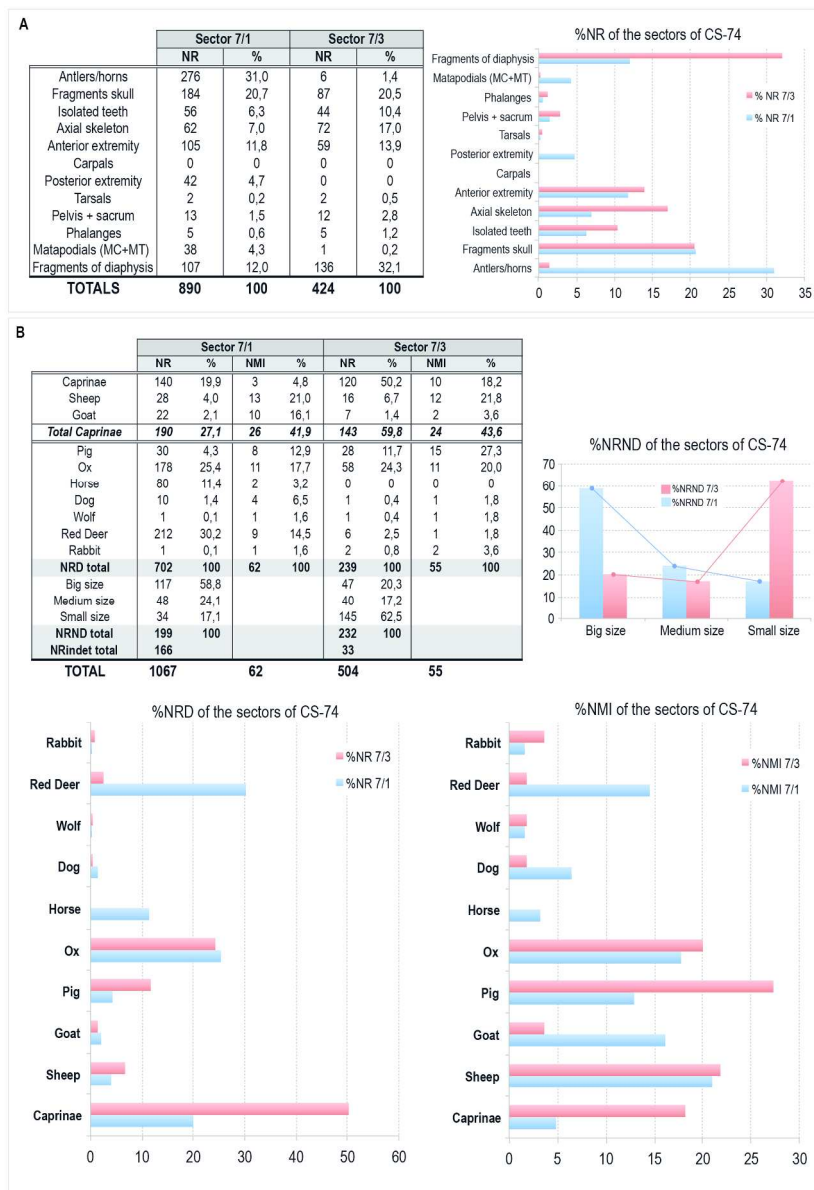 A
Sector 7/1 Sector 7/3
NR % NR %
Antlers/horns 276 31,0 6 1,4
Fragments skull 184 20,7 87 20,5
Isolated teeth 56 6,3 44 10,4
Axial skeleton 62 7,0 72 17,0
Anterior extremity 105 11,8 59 13,9
Carpals 0 0 0 0
Posterior extremity 42 4,7 0 0
Tarsals 2 0,2 2 0,5
Pelvis + sacrum 13 1,5 12 2,8
Phalanges 5 0,6 5 1,2
Matapodials (MC+MT) 38 4,3 1 0,2
Fragments of diaphysis 107 12,0 136 32,1
TOTALS 890 100 424 100
%NR of the sectors of CS-74
Fragments of diaphysis
Matapodials (MC+MT)
Phalanges
Pelvis + sacrum
Tarsals
Posterior extremity
Carpals
Anterior extremity
Axial skeleton
Isolated teeth
Fragments skull
Antlers/horns
% NR 7/3
% NR 7/1
0 5 10 15 20 25 30 35
B
Sector 7/1 Sector 7/3
NR % NMI % NR % NMI %
Caprinae 140 19,9 3 4,8 120 50,2 10 18,2
Sheep 28 4,0 13 21,0 16 6,7 12 21,8
Goat 22 2,1 10 16,1 7 1,4 2 3,6
Total Caprinae 190 27,1 26 41,9 143 59,8 24 43,6
Pig 30 4,3 8 12,9 28 11,7 15 27,3
Ox 178 25,4 11 17,7 58 24,3 11 20,0
Horse 80 11,4 2 3,2 0 0 0 0
Dog 10 1,4 4 6,5 1 0,4 1 1,8
Wolf 1 0,1 1 1,6 1 0,4 1 1,8
Red Deer 212 30,2 9 14,5 6 2,5 1 1,8
Rabbit 1 0,1 1 1,6 2 0,8 2 3,6
NRD total 702 100 62 100 239 100 55 100
Big size 117 58,8 47 20,3
Medium size 48 24,1 40 17,2
Small size 34 17,1 145 62,5
NRND total 199 100 232 100
NRindet total 166 33
TOTAL 1067 62 504 55
%NRND of the sectors of CS-74
70
60
50
40
30
20
10
0
%NRND 7/3
%NRND 7/1
Big size Medium size Small size
%NRD of the sectors of CS-74
Rabbit
Red Deer
Wolf
Dog
Horse
Ox
Pig
Goat
Sheep
Caprinae
%NR 7/3
%NR 7/1
0 10 20 30 40 50 60
%NMI of the sectors of CS-74
Rabbit
Red Deer
Wolf
Dog
Horse
Ox
Pig
Goat
Sheep
Caprinae
%NMI 7/3
%NMI 7/1
0 5 10 15 20 25 30